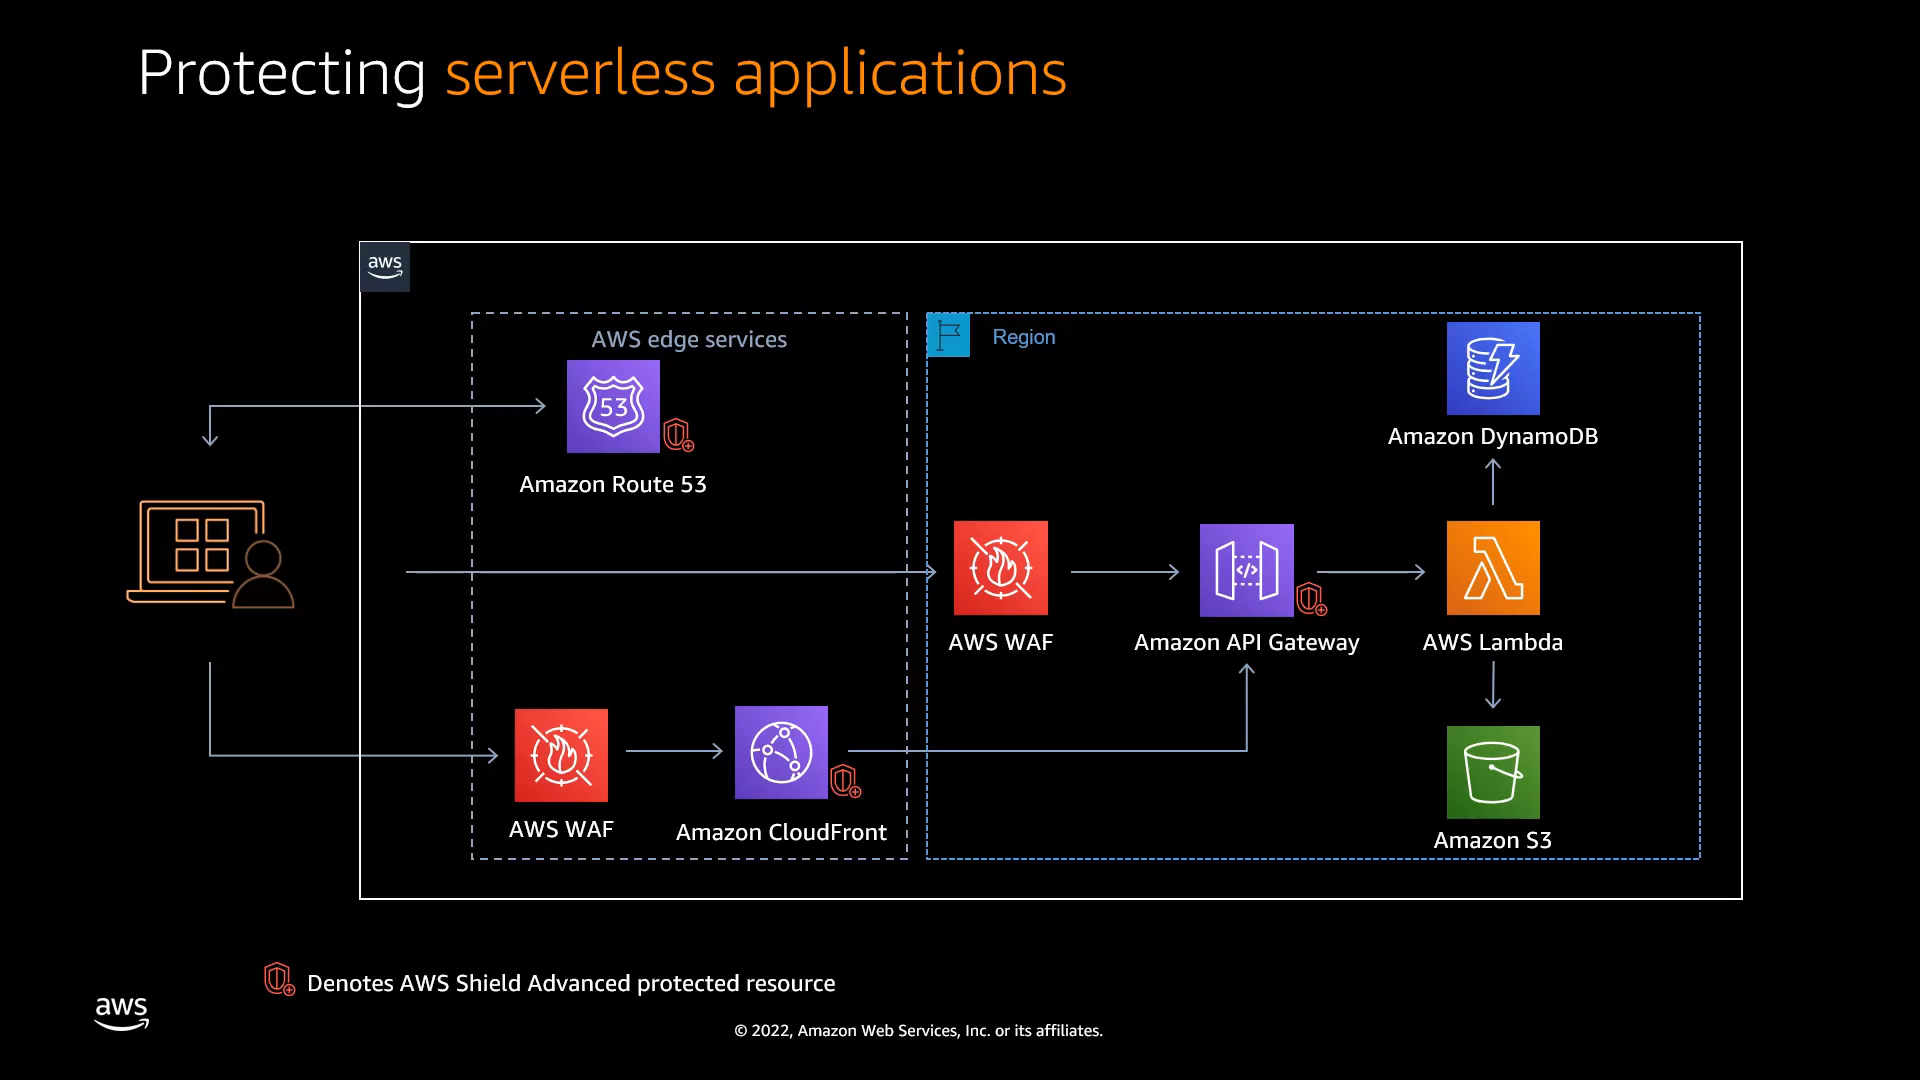 Protecting serverless applications
aws
AWS edge services
Region
53
Amazon Route 53
Amazon DynamoDB
</>
AWS WAF
Amazon API Gateway
AWS Lambda
AWS WAF
Amazon CloudFront
Amazon S3
Denotes AWS Shield Advanced protected resource
aws
© 2022, Amazon Web Services, Inc. or its affiliates.